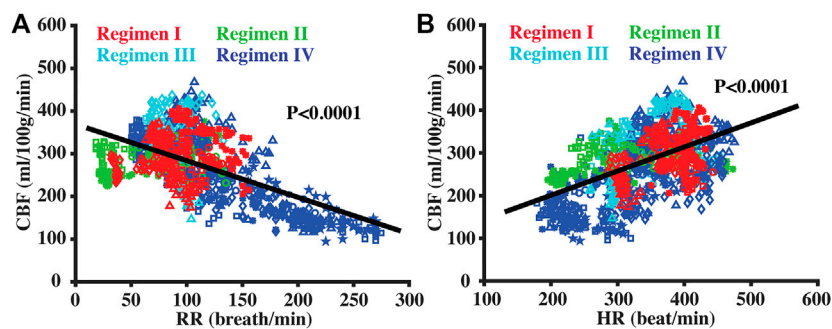 A
Regimen I Regimen II
Regimen III Regimen IV
P<0.0001
CBF (ml/100g/min)
600
500
400
300
200
100
0
0 50 100 150 200 250 300
RR (breath/min)
B
Regimen I Regimen II
Regimen III Regimen IV
P<0.0001
CBF (ml/100g/min)
600
500
400
300
200
100
0
100 200 300 400 500 600
HR (beat/min)